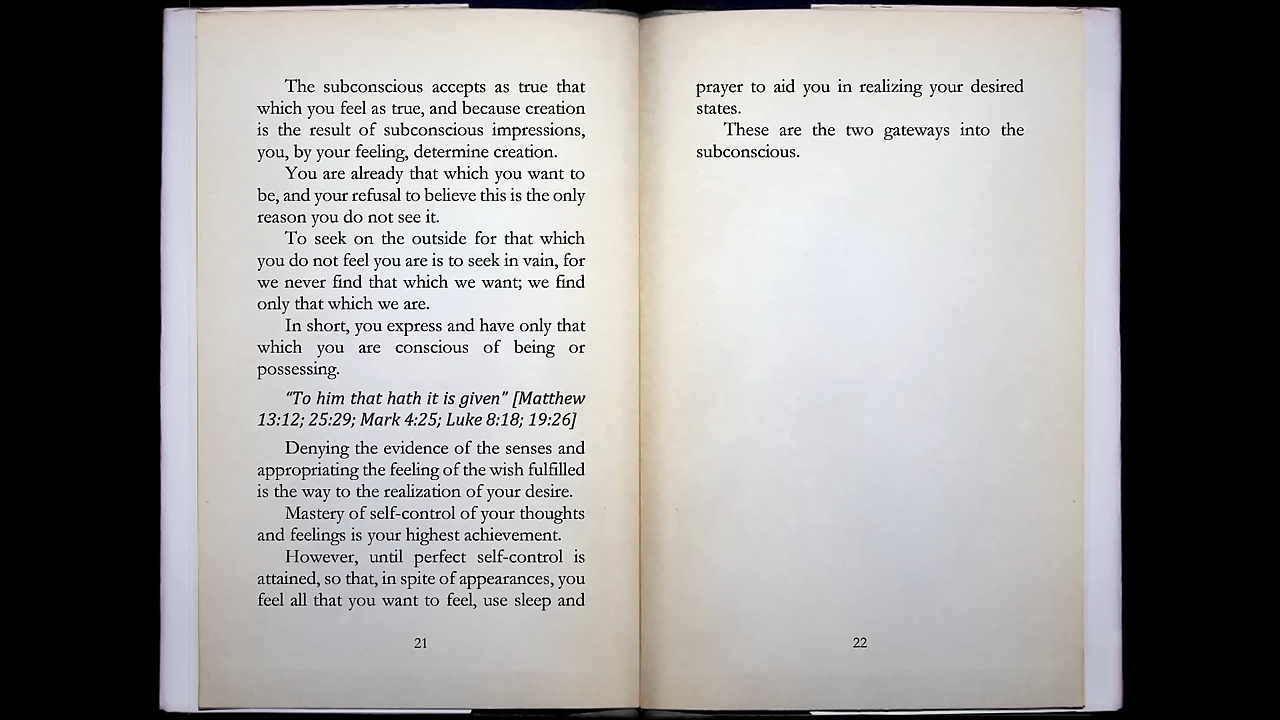 The subconscious accepts as true that
which you feel as true, and because creation
is the result of subconscious impressions,
you, by your feeling, determine creation.
You are already that which you want to
be, and your refusal to believe this is the only
reason you do not see it.
To seek on the outside for that which
you do not feel you are is to seek in vain, for
we never find that which we want; we find
only that which we are.
In short, you express and have only that
which you are conscious of being or
possessing.
“To him that hath it is given” [Matthew
13:12; 25:29; Mark 4:25; Luke 8:18; 19:26]
Denying the evidence of the senses and
appropriating the feeling of the wish fulfilled
is the way to the realization of your desire.
Mastery of self-control of your thoughts
and feelings is your highest achievement.
However, until perfect self-control is
attained, so that, in spite of appearances, you
feel all that you want to feel, use sleep and
21
prayer to aid you in realizing your desired
states.
These are the two gateways into the
subconscious.
22